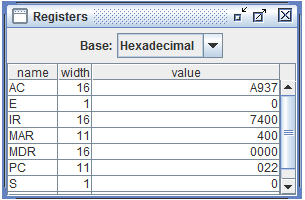 Registers
Base: Hexadecimal
name width value
AC 16 A937
E 1 0
IR 16 7400
MAR 11 400
MDR 16 0000
PC 11 022
S 1 0